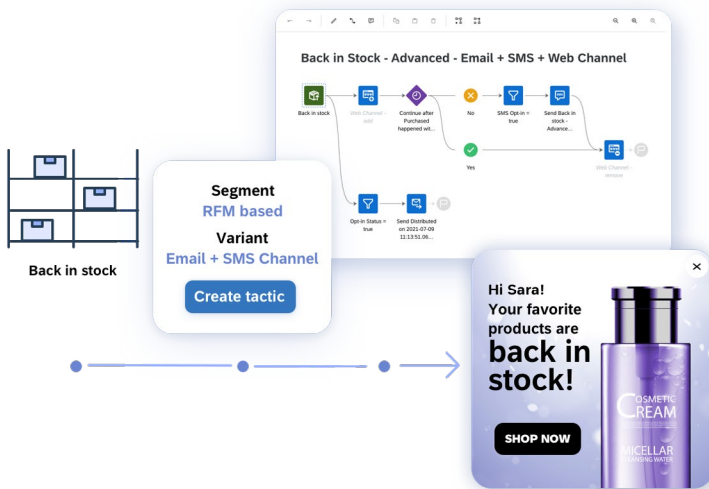 Back in Stock - Advanced - Email + SMS + Web Channel
Back in stock
Web Channel -
add
Continue after
Purchased
happened wit...
No
SMS Opt-in =
true
Send Back in
stock -
Advance...
Yes
Web Channel -
remove
Opt-in Status =
true
Send Distributed
on 2021-07-09
11:13:51.06...
Back in stock
Segment
RFM based
Variant
Email + SMS Channel
Create tactic
Hi Sara!
Your favorite
products are
back in
stock!
SHOP NOW
COSMETIC
CREAM
MICELLAR
CLEANSING WATER